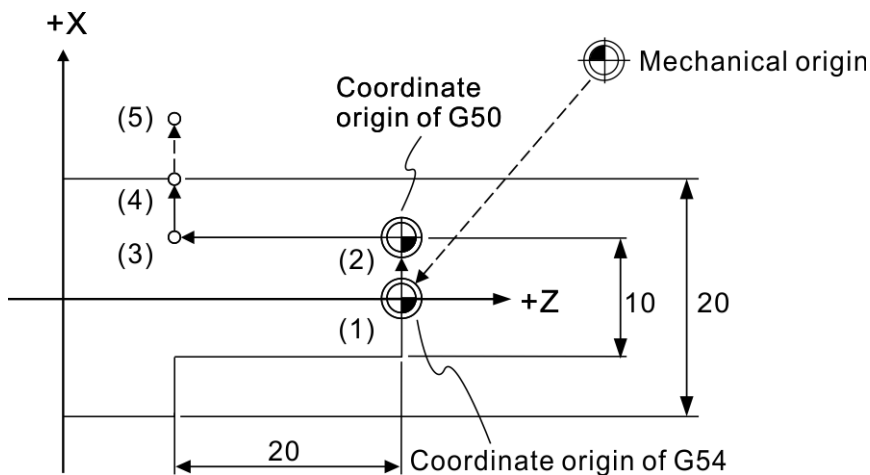 +X
Mechanical origin
Coordinate
origin of G50
(5)
(4)
(3)
(2)
+Z
10
20
(1)
20
Coordinate origin of G54